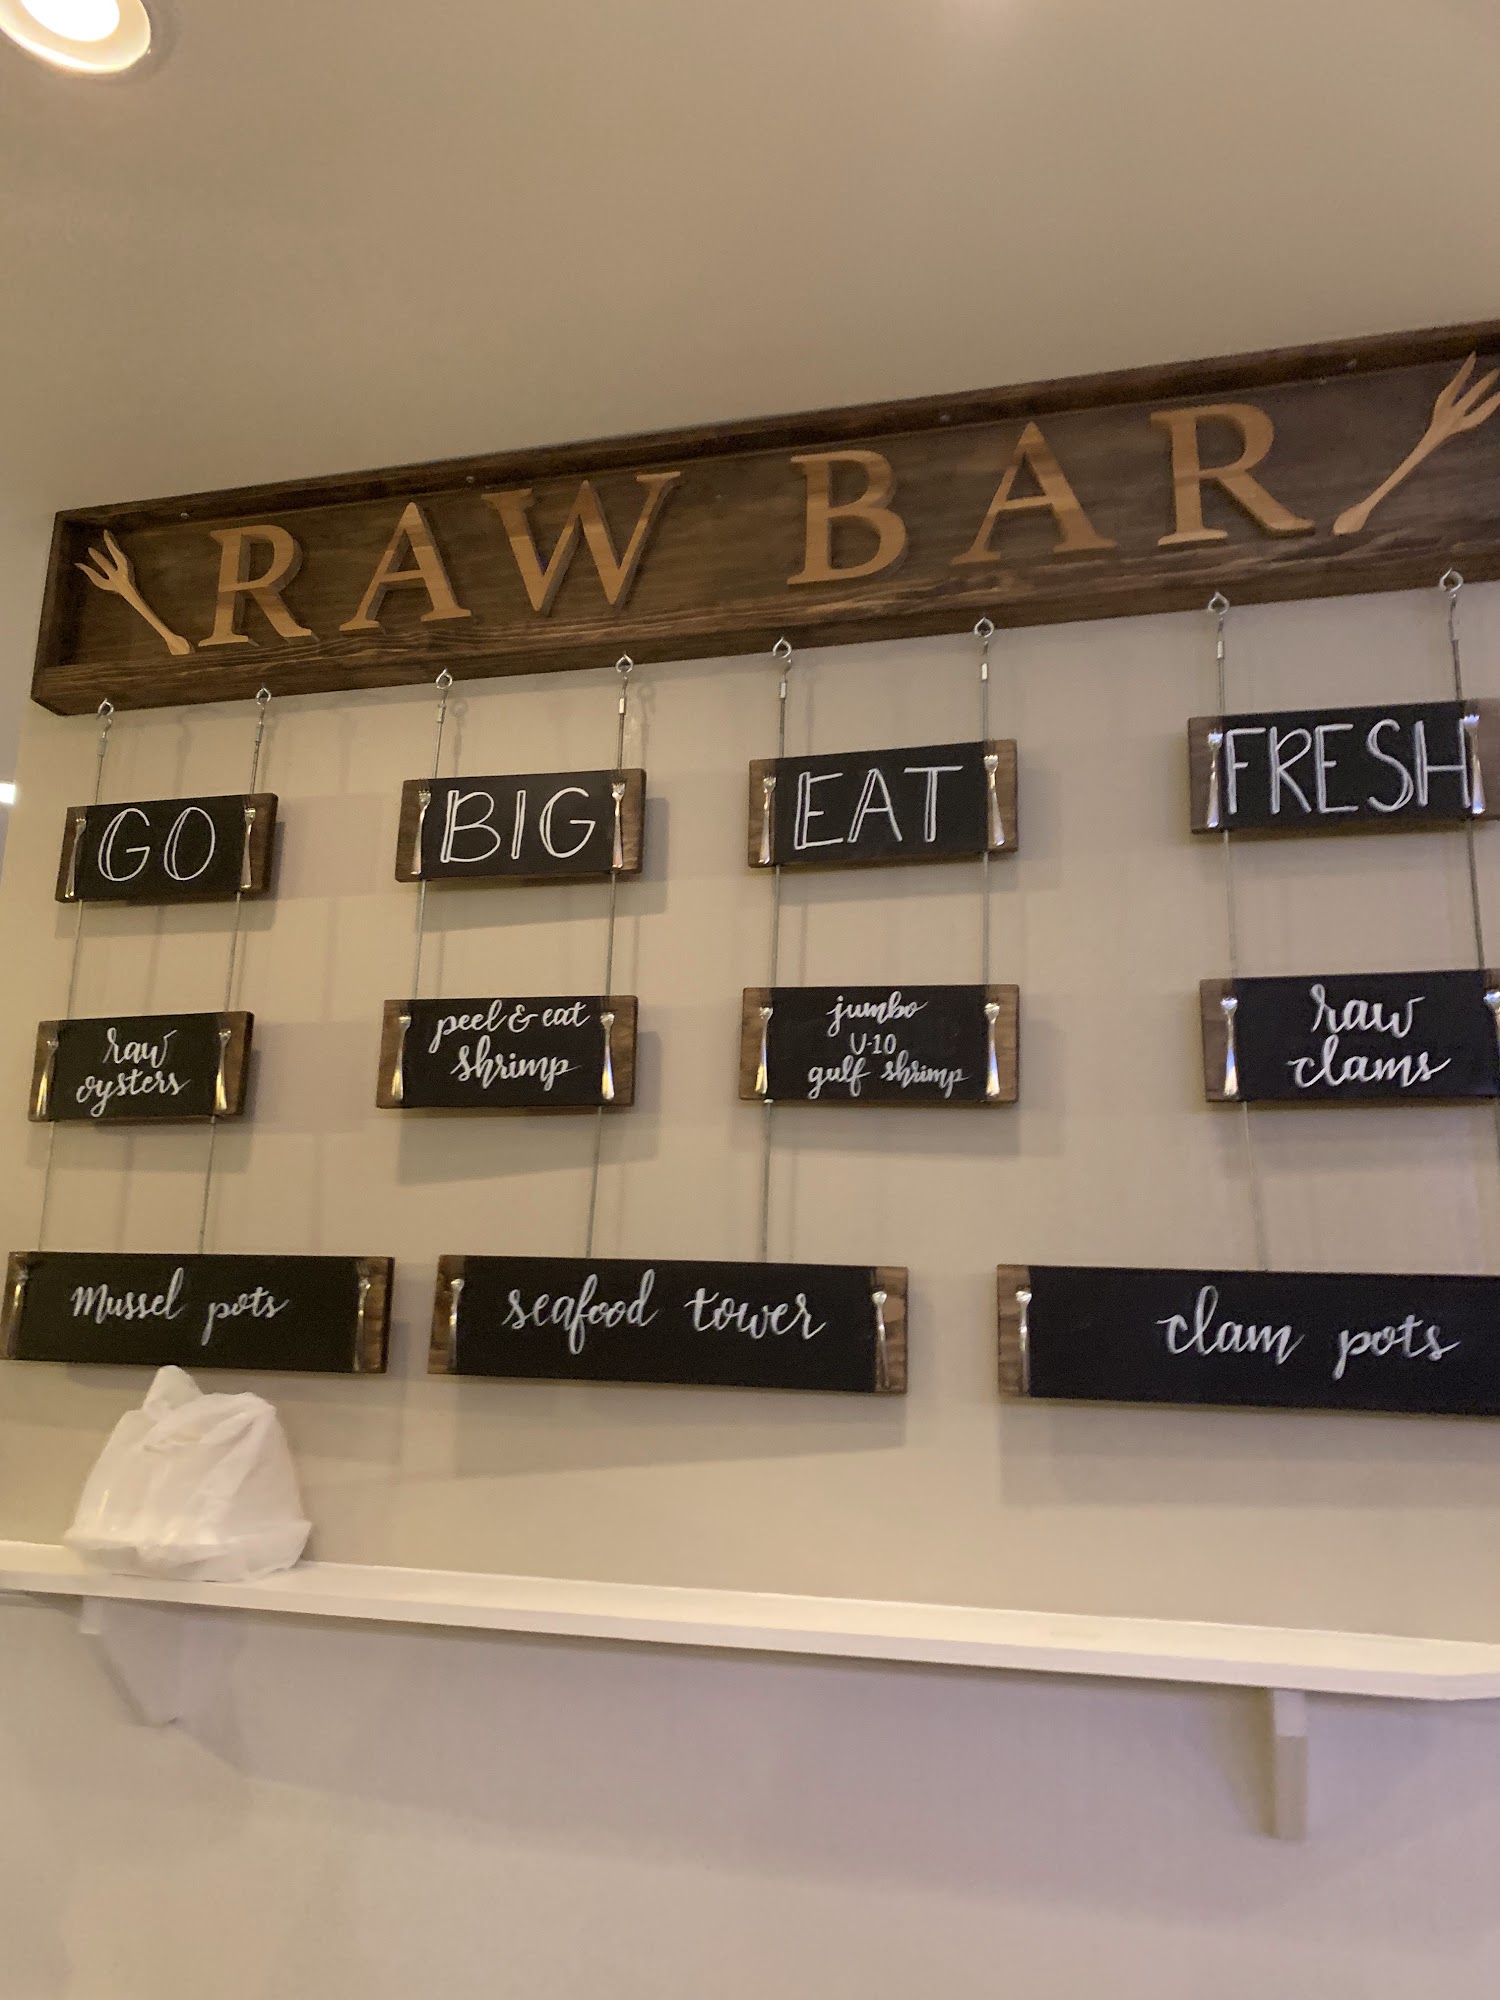 RAW BAR
GO
BIG
EAT
FRESH
raw
oysters
peel & eat
shrimp
jumbo
U-10
gulf shrimp
raw
clams
Mussel pots
seafood tower
clam pots